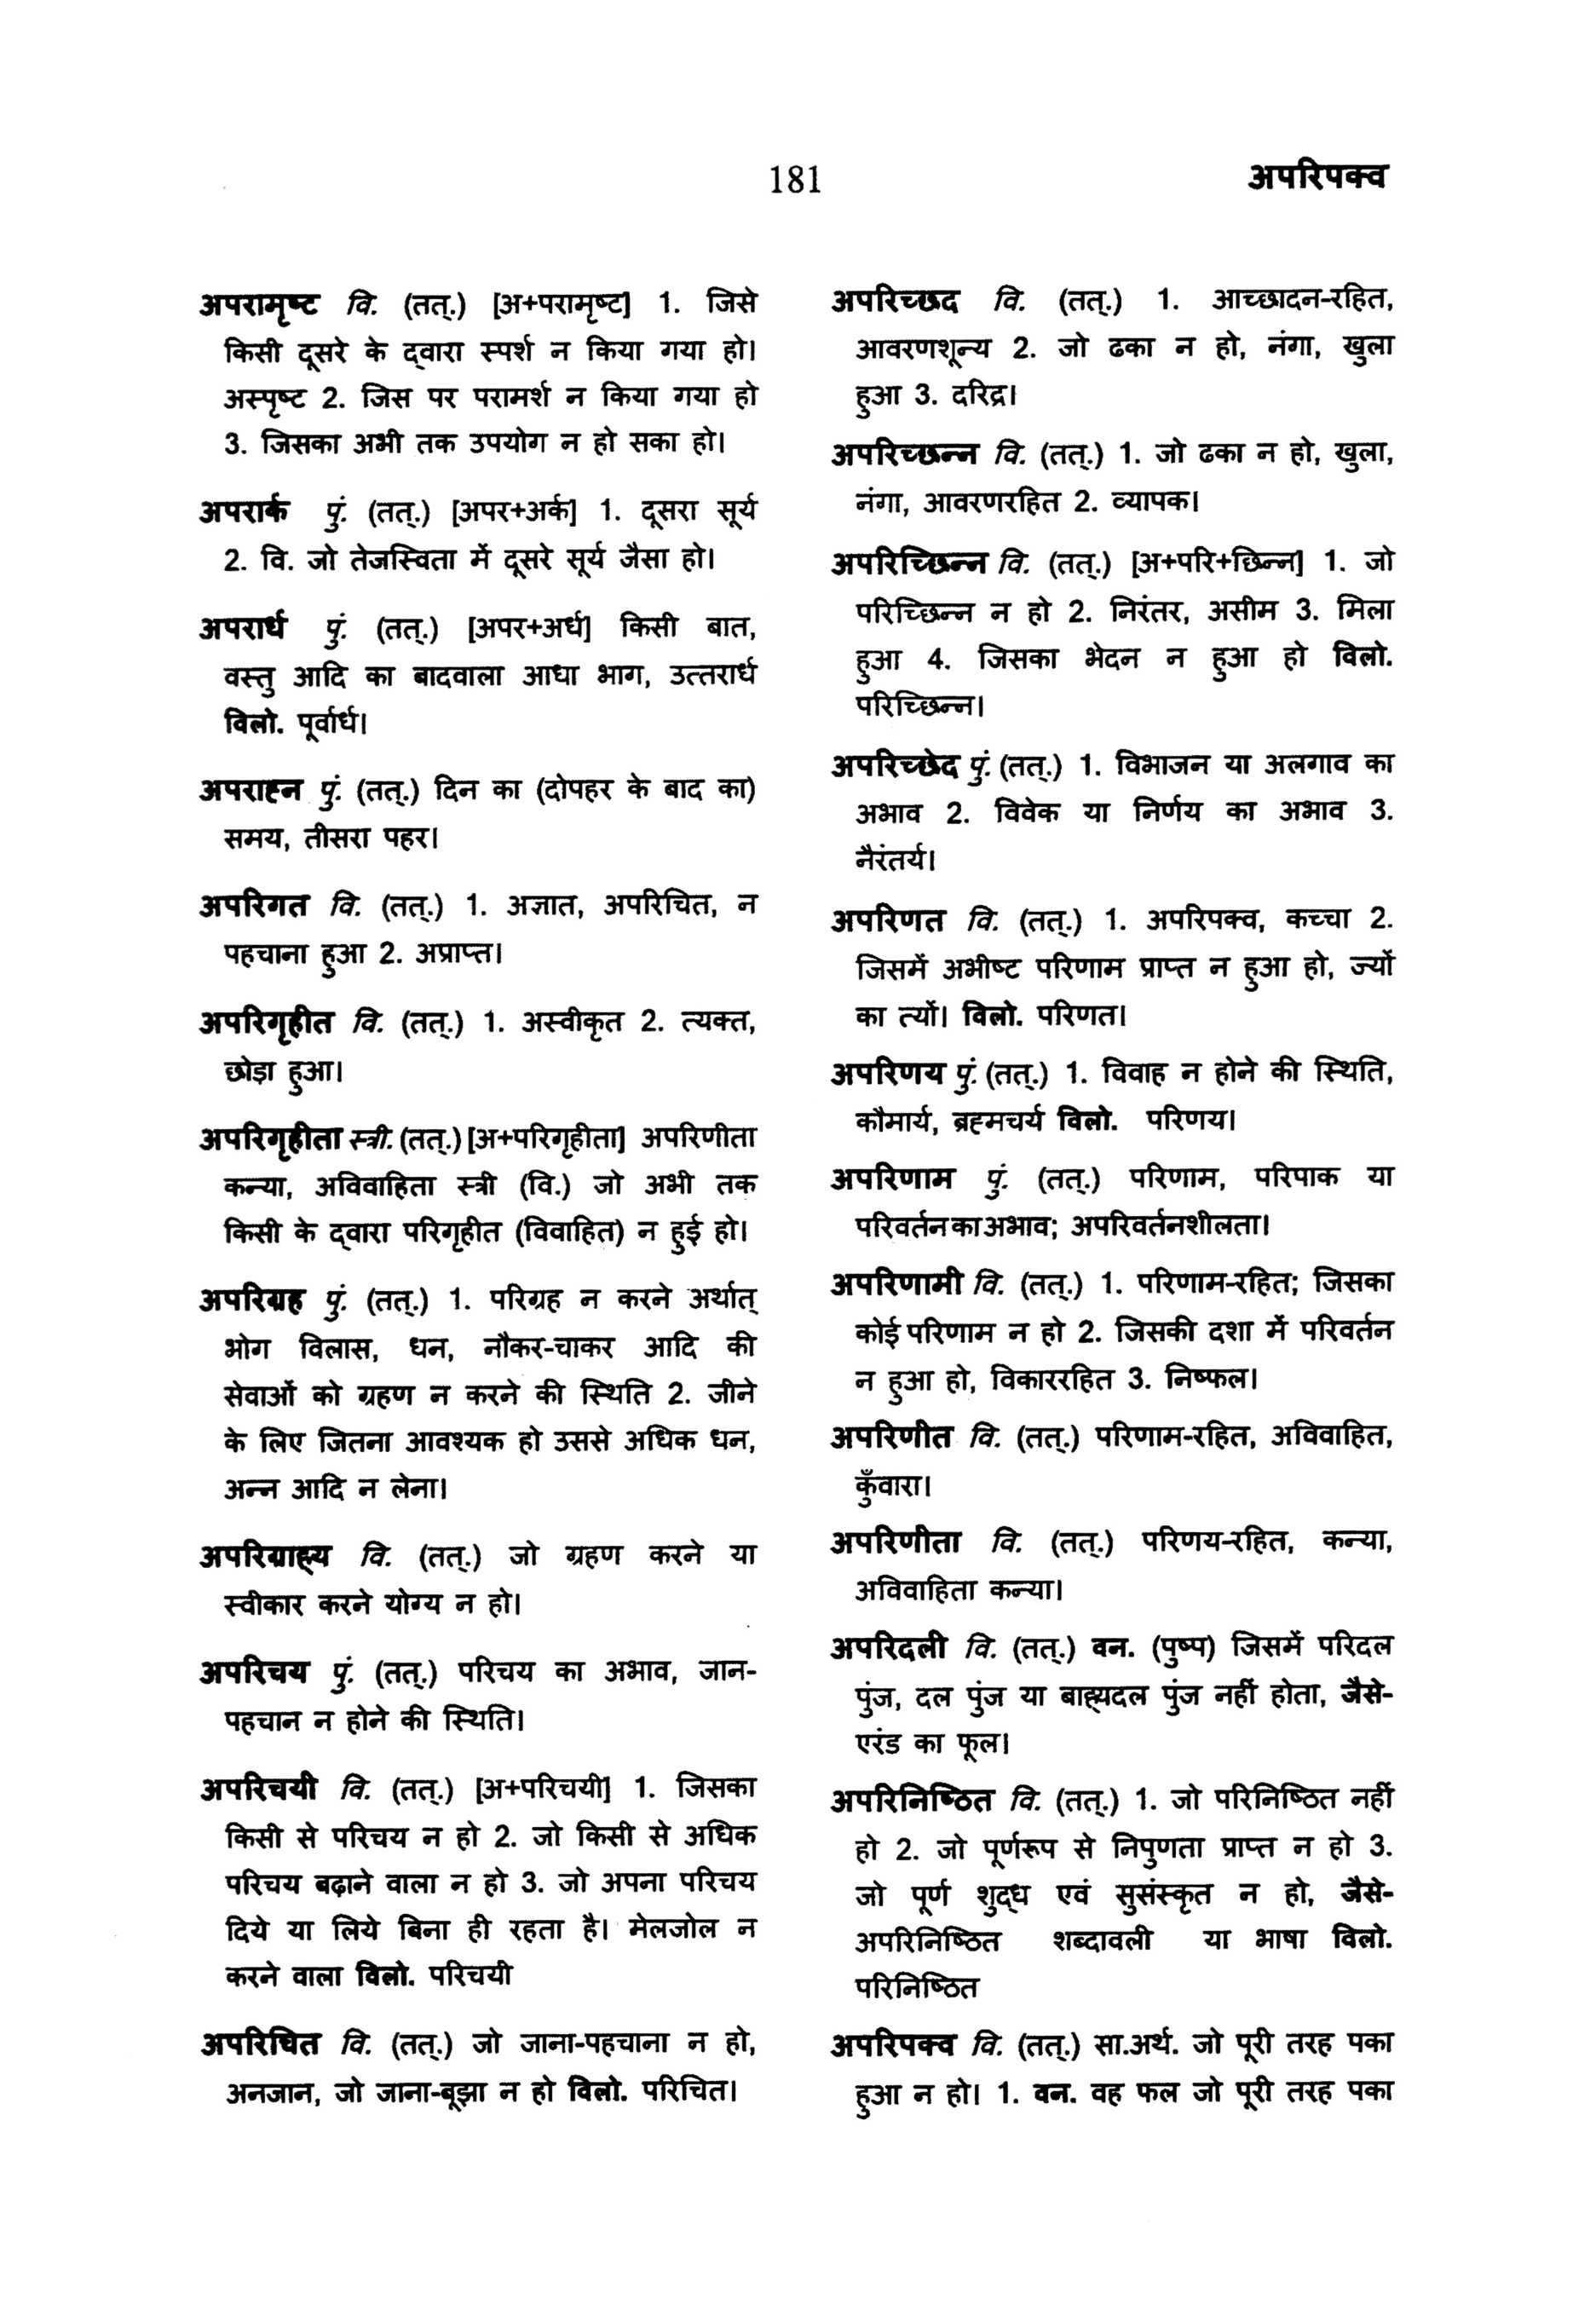 181
अपरिपक्व
अपरामृष्ट वि. (तत्.) [अ+परामृष्ट] 1. जिसे
किसी दूसरे के द्‌वारा स्पर्श न किया गया हो।
अस्पृष्ट 2. जिस पर परामर्श न किया गया हो
3. जिसका अभी तक उपयोग न हो सका हो।
अपरार्क पुं. (तत्.) [अपर+अर्क] 1. दूसरा सूर्य
2. वि. जो तेजस्विता में दूसरे सूर्य जैसा हो।
अपरार्ध पुं. (तत्.) [अपर+अर्ध] किसी बात,
वस्तु आदि का बादवाला आधा भाग, उत्तरार्ध
विलो. पूर्वार्ध।
अपराह्न पुं. (तत्.) दिन का (दोपहर के बाद का)
समय, तीसरा पहर।
अपरिगत वि. (तत्.) 1. अज्ञात, अपरिचित, न
पहचाना हुआ 2. अप्राप्त।
अपरिगृहीत वि. (तत्.) 1. अस्वीकृत 2. त्यक्त,
छोड़ा हुआ।
अपरिगृहीता स्त्री. (तत्.) [अ+परिगृहीता] अपरिणीता
कन्या, अविवाहिता स्त्री (वि.) जो अभी तक
किसी के द्‌वारा परिगृहीत (विवाहित) न हुई हो।
अपरिग्रह पुं. (तत्.) 1. परिग्रह न करने अर्थात्
भोग विलास, धन, नौकर-चाकर आदि की
सेवाओं को ग्रहण न करने की स्थिति 2. जीने
के लिए जितना आवश्यक हो उससे अधिक धन,
अन्न आदि न लेना।
अपरिग्राह्य वि. (तत्.) जो ग्रहण करने या
स्वीकार करने योग्य न हो।
अपरिचय पुं. (तत्.) परिचय का अभाव, जान-
पहचान न होने की स्थिति।
अपरिचयी वि. (तत्.) [अ+परिचयी] 1. जिसका
किसी से परिचय न हो 2. जो किसी से अधिक
परिचय बढ़ाने वाला न हो 3. जो अपना परिचय
दिये या लिये बिना ही रहता है। मेलजोल न
करने वाला विलो. परिचयी
अपरिचित वि. (तत्.) जो जाना-पहचाना न हो,
अनजान, जो जाना-बूझा न हो विलो. परिचित।
अपरिच्छद वि. (तत्.) 1. आच्छादन-रहित,
आवरणशून्य 2. जो ढका न हो, नंगा, खुला
हुआ 3. दरिद्र।
अपरिच्छन्न वि. (तत्.) 1. जो ढका न हो, खुला,
नंगा, आवरणरहित 2. व्यापक।
अपरिच्छिन्न वि. (तत्.) [अ+परि+छिन्न] 1. जो
परिच्छिन्न न हो 2. निरंतर, असीम 3. मिला
हुआ 4. जिसका भेदन न हुआ हो विलो.
परिच्छिन्न।
अपरिच्छेद पुं. (तत्.) 1. विभाजन या अलगाव का
अभाव 2. विवेक या निर्णय का अभाव 3.
नैरंतर्य।
अपरिणत वि. (तत्.) 1. अपरिपक्व, कच्चा 2.
जिसमें अभीष्ट परिणाम प्राप्त न हुआ हो, ज्यों
का त्यों। विलो. परिणत।
अपरिणय पुं. (तत्.) 1. विवाह न होने की स्थिति,
कौमार्य, ब्रह्मचर्य विलो. परिणय।
अपरिणाम पुं. (तत्.) परिणाम, परिपाक या
परिवर्तन का अभाव; अपरिवर्तनशीलता।
अपरिणामी वि. (तत्.) 1. परिणाम-रहित; जिसका
कोई परिणाम न हो 2. जिसकी दशा में परिवर्तन
न हुआ हो, विकाररहित 3. निष्फल।
अपरिणीत वि. (तत्.) परिणाम-रहित, अविवाहित,
कुँवारा।
अपरिणीता वि. (तत्.) परिणय-रहित, कन्या,
अविवाहिता कन्या।
अपरिदली वि. (तत्.) वन. (पुष्प) जिसमें परिदल
पुंज, दल पुंज या बाह्यदल पुंज नहीं होता, जैसे-
एरंड का फूल।
अपरिनिष्ठित वि. (तत्.) 1. जो परिनिष्ठित नहीं
हो 2. जो पूर्णरूप से निपुणता प्राप्त न हो 3.
जो पूर्ण शुद्‌ध एवं सुसंस्कृत न हो, जैसे-
अपरिनिष्ठित शब्दावली या भाषा विलो.
परिनिष्ठित
अपरिपक्व वि. (तत्.) सा.अर्थ. जो पूरी तरह पका
हुआ न हो। 1. वन. वह फल जो पूरी तरह पका